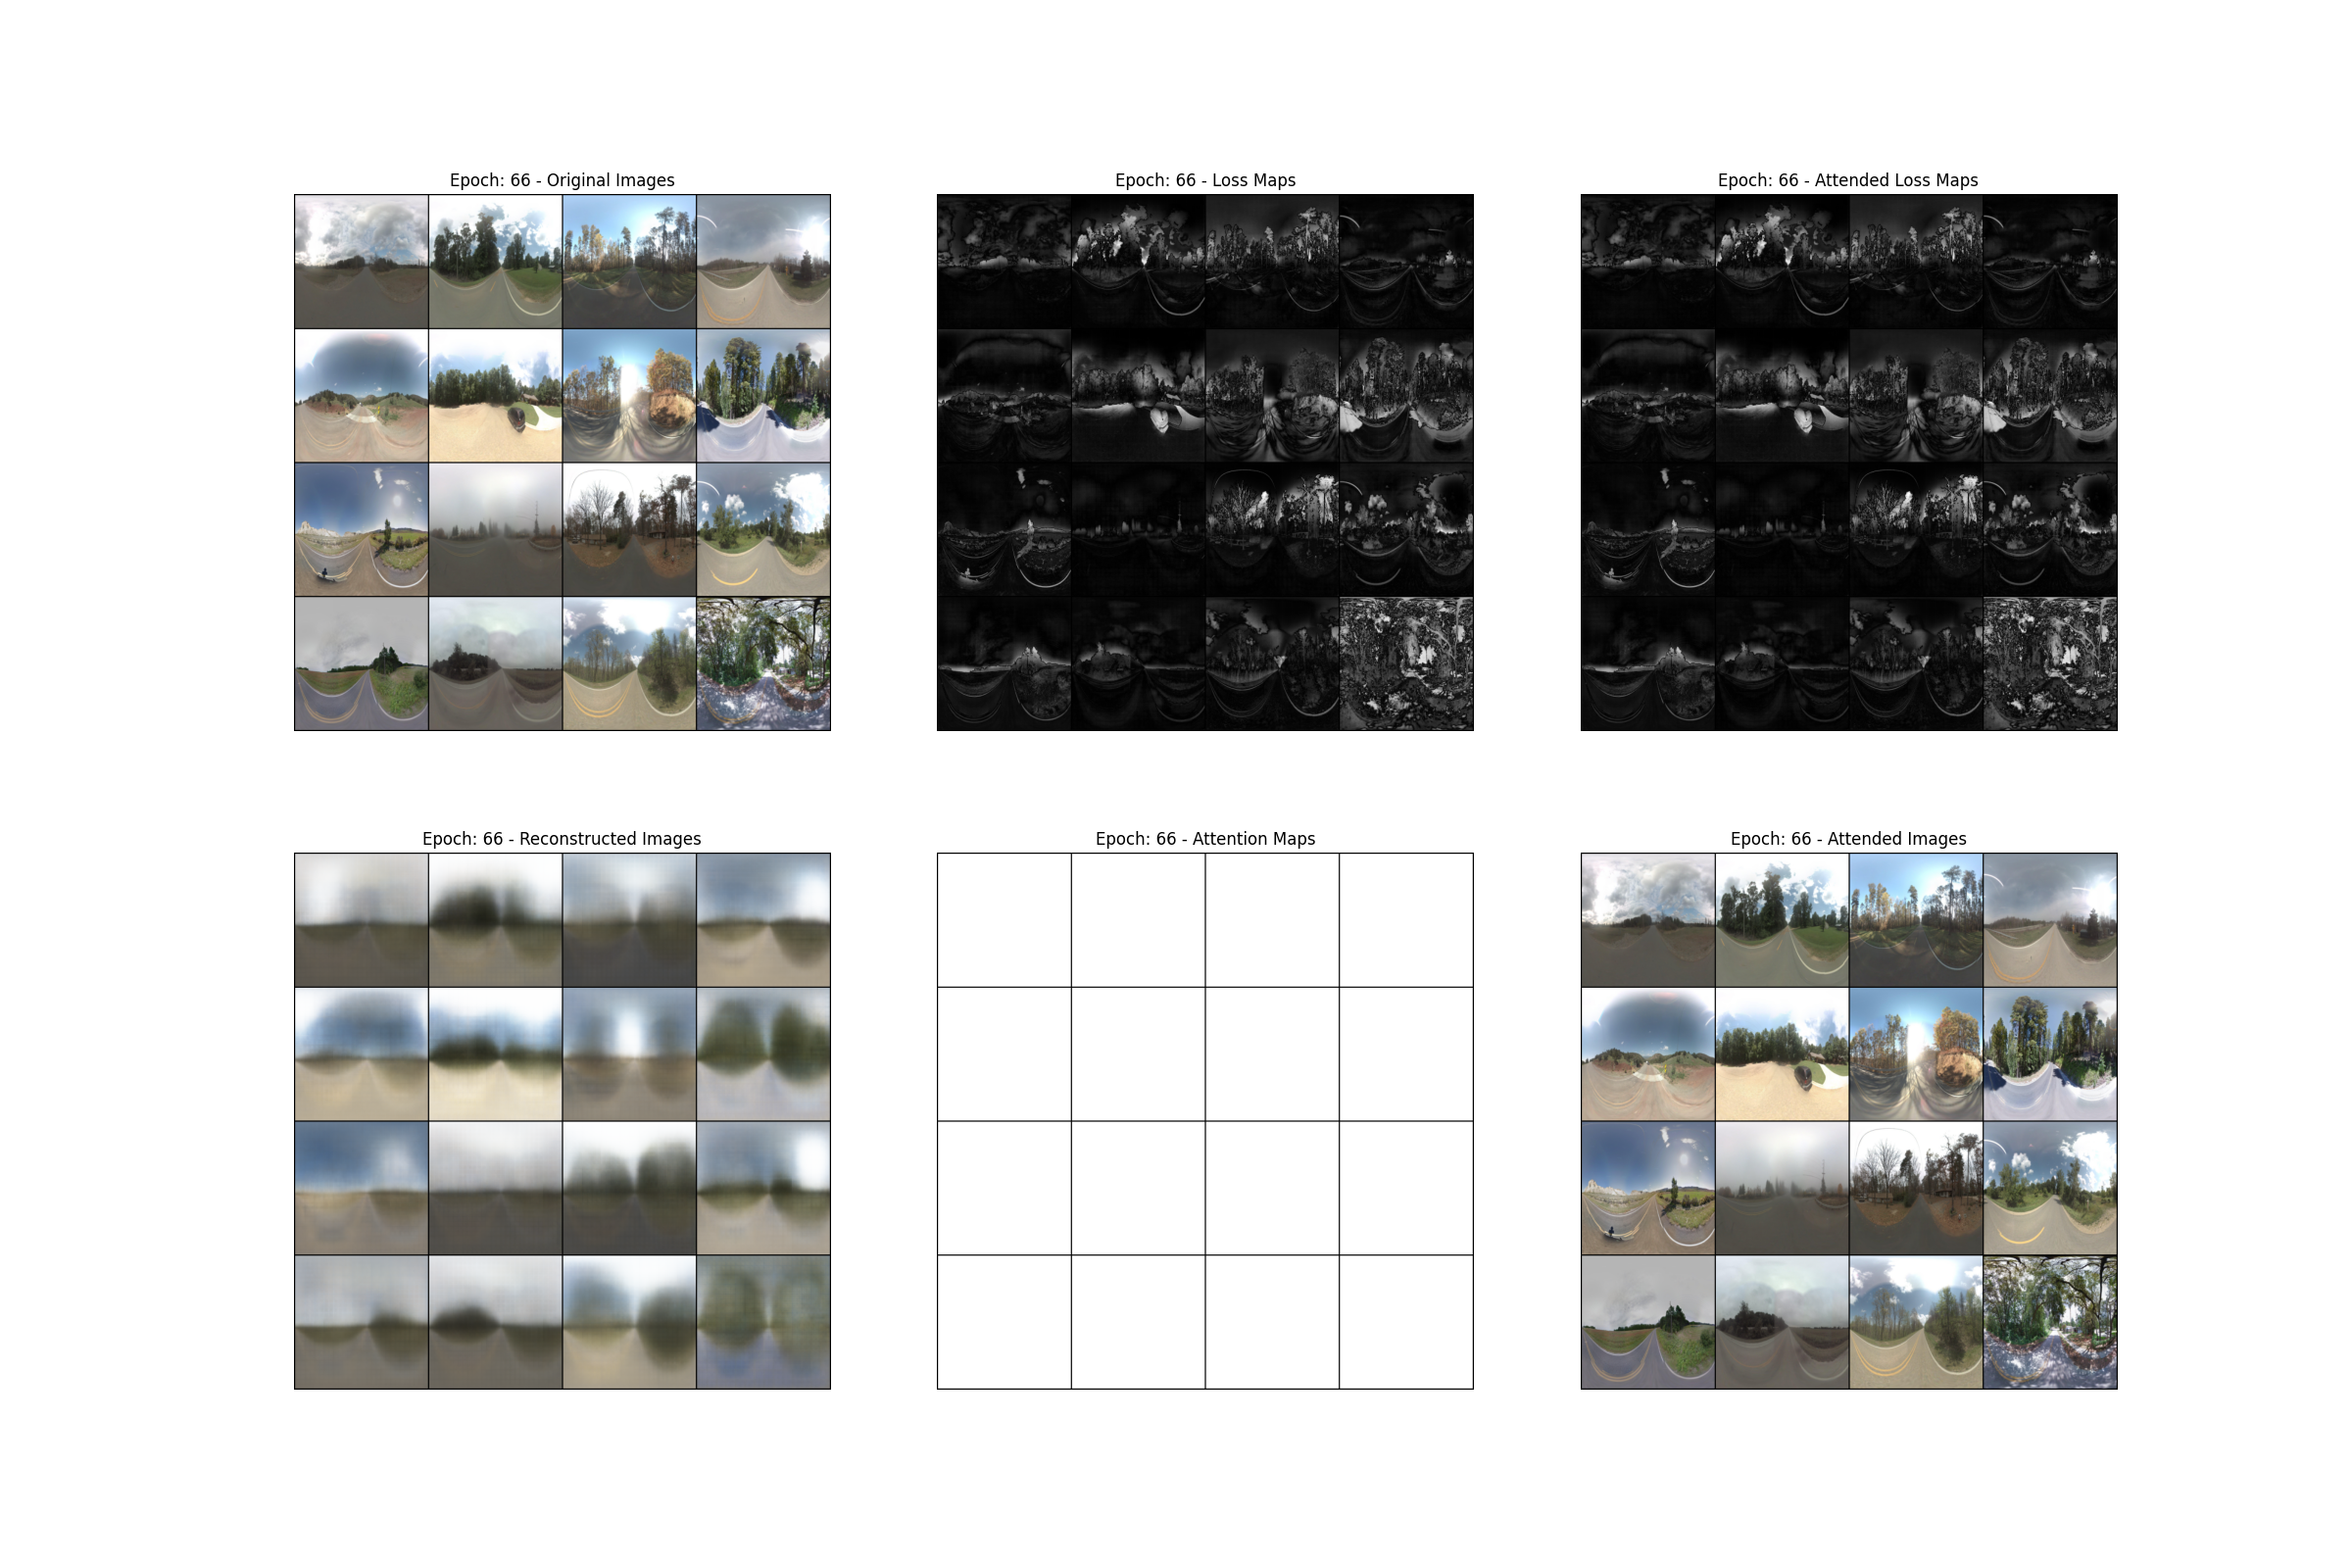 Epoch: 66 - Original Images
Epoch: 66 - Loss Maps
Epoch: 66 - Attended Loss Maps
Epoch: 66 - Reconstructed Images
Epoch: 66 - Attention Maps
Epoch: 66 - Attended Images